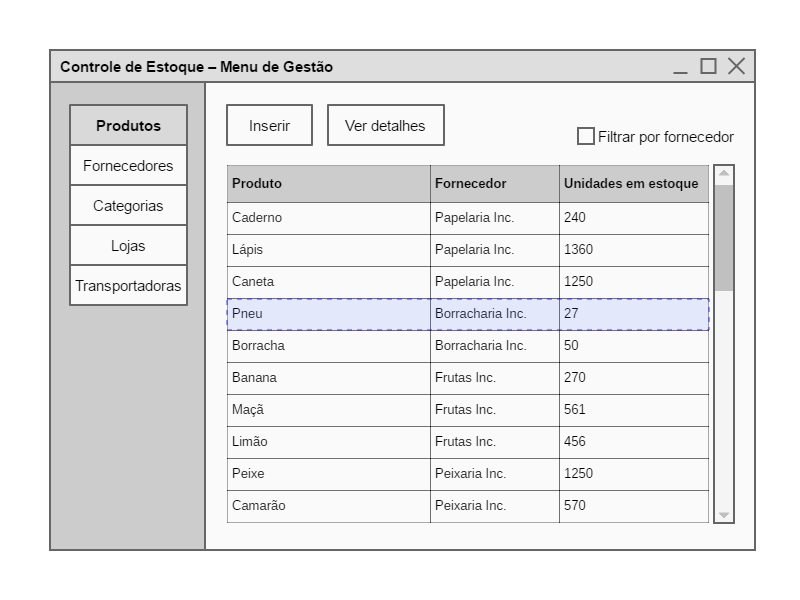 Controle de Estoque – Menu de Gestão
Produtos
Fornecedores
Categorias
Lojas
Transportadoras
Inserir
Ver detalhes
Filtrar por fornecedor
Produto Fornecedor Unidades em estoque
Caderno Papelaria Inc. 240
Lápis Papelaria Inc. 1360
Caneta Papelaria Inc. 1250
Pneu Borracharia Inc. 27
Borracha Borracharia Inc. 50
Banana Frutas Inc. 270
Maçã Frutas Inc. 561
Limão Frutas Inc. 456
Peixe Peixaria Inc. 1250
Camarão Peixaria Inc. 570